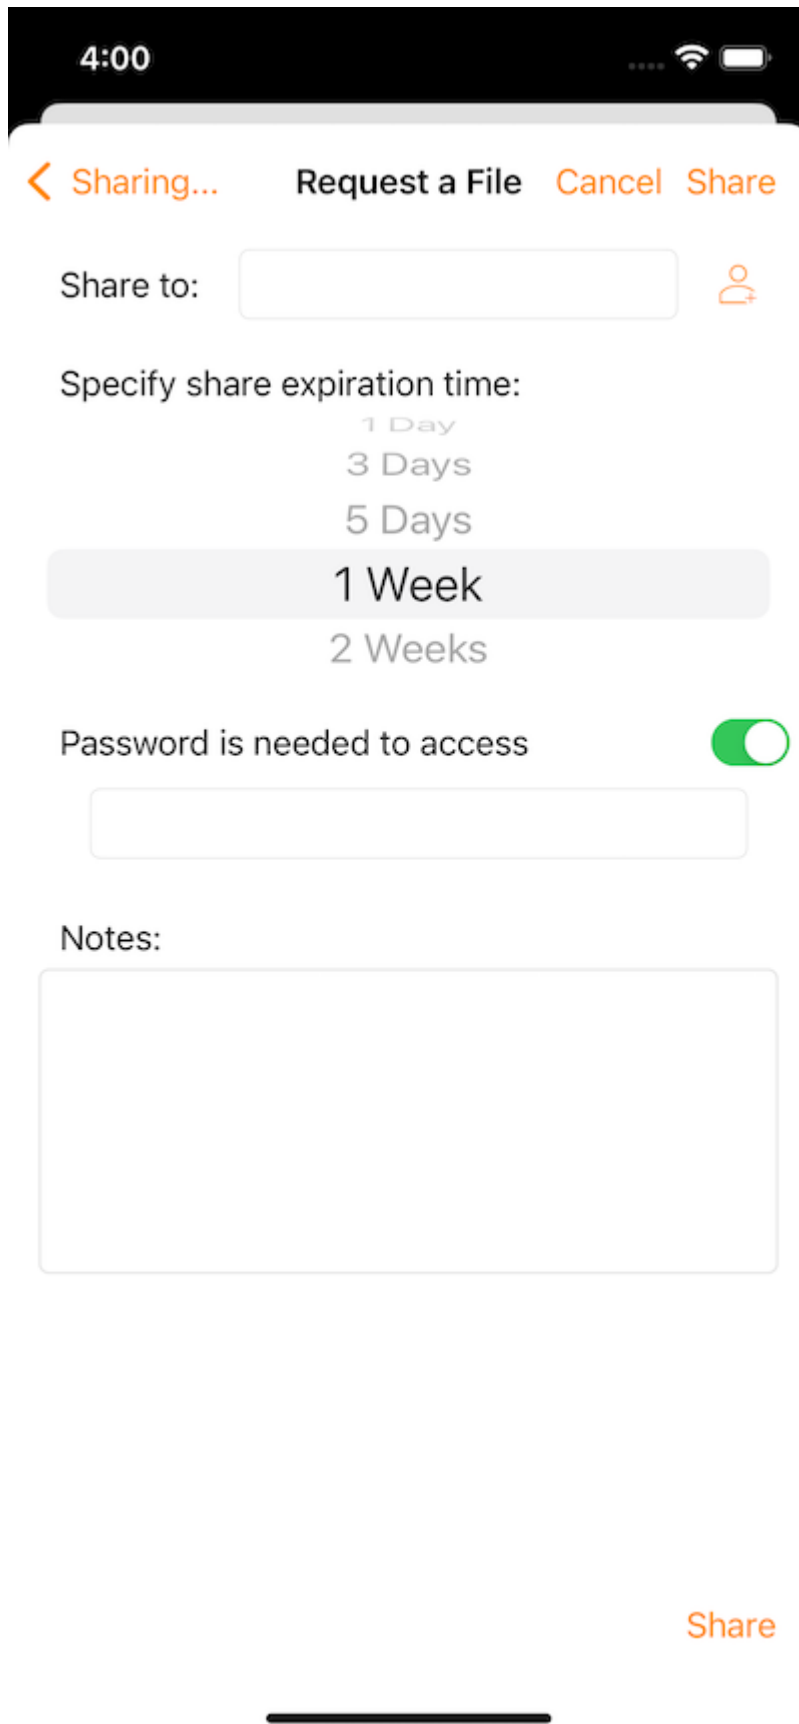 4:00
Sharing... Request a File Cancel Share
Share to:
Specify share expiration time:
1 Day
3 Days
5 Days
1 Week
2 Weeks
Password is needed to access
Notes:
Share